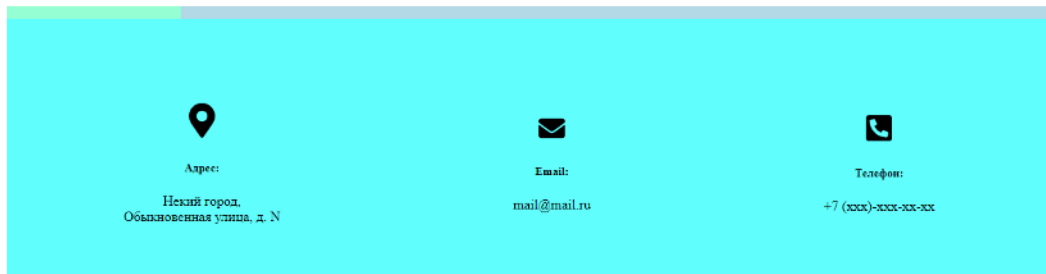 Адрес:
Некий город,
Обыкновенная улица, д. N
Email:
mail@mail.ru
Телефон:
+7 (xxx)-xxx-xx-xx